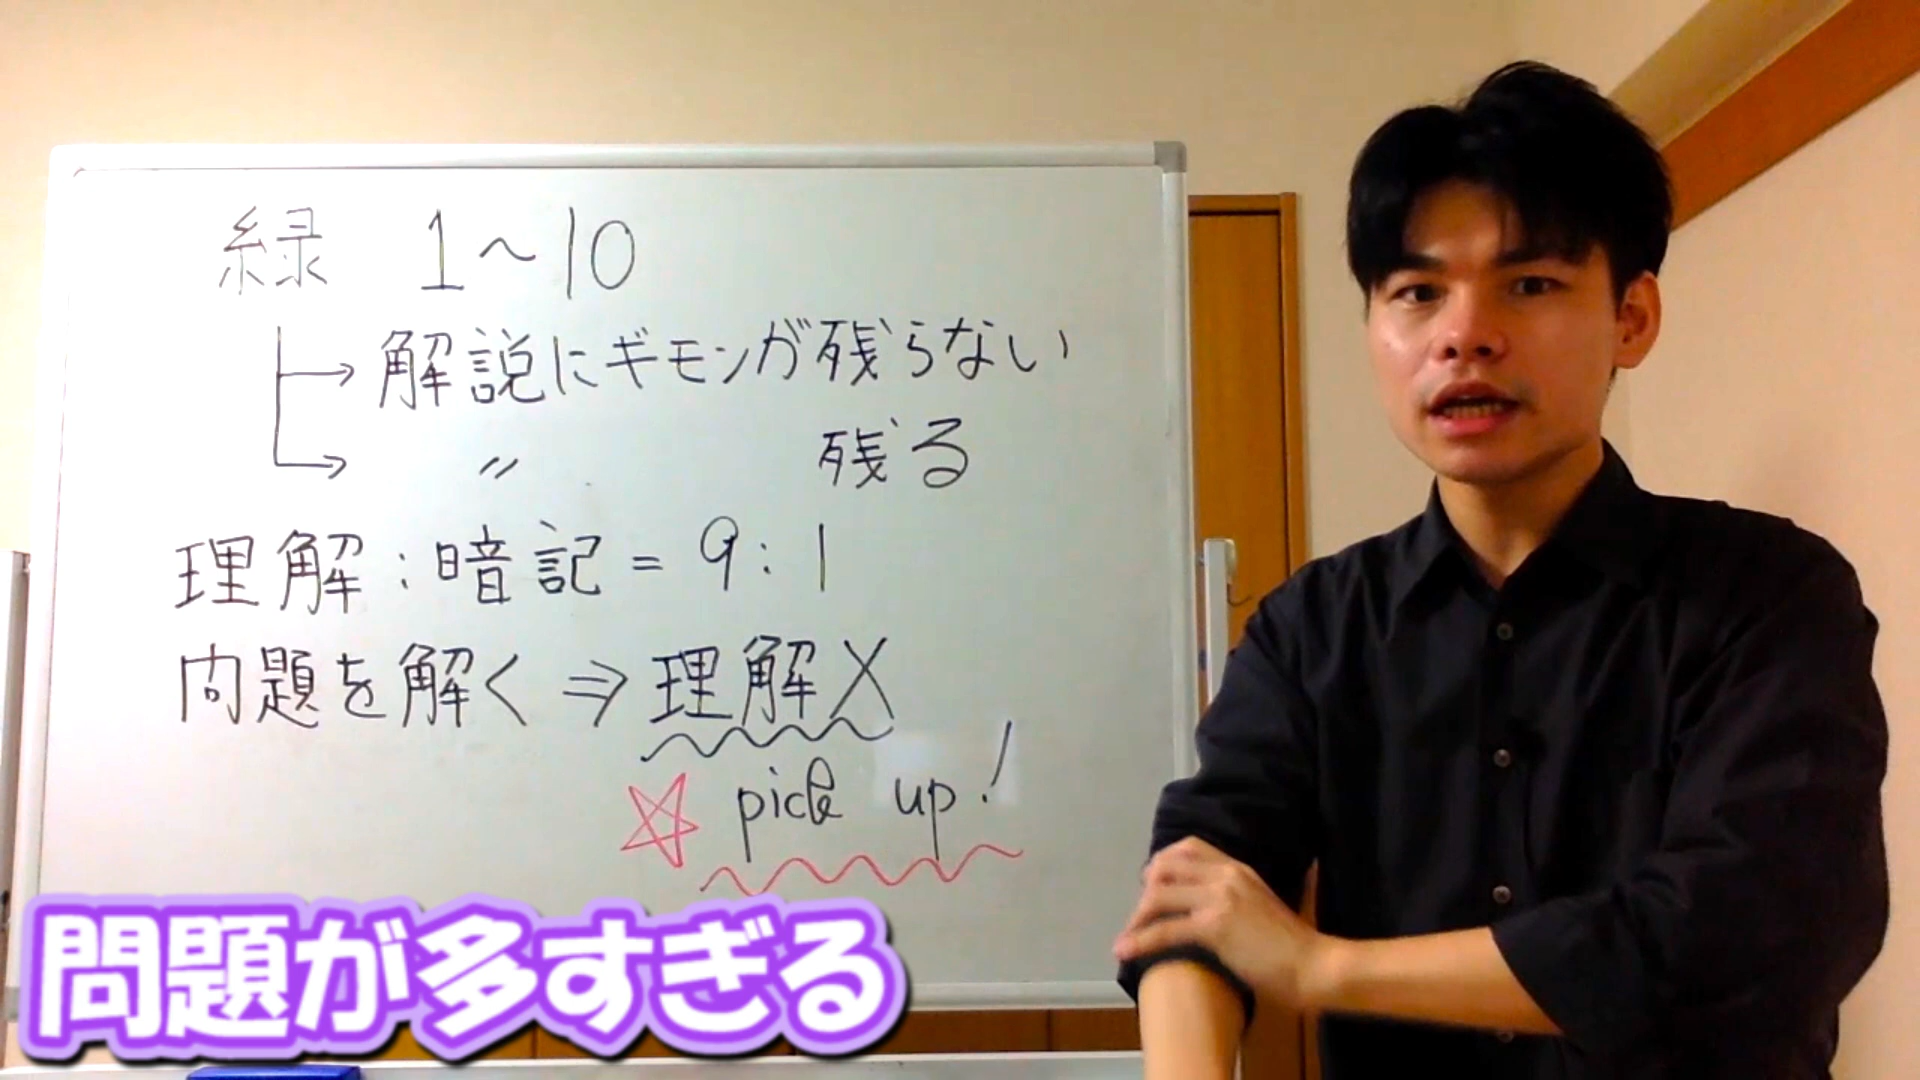 緑 1〜10
→解説にギモンが残らない
→ 〃 残る
理解:暗記=9:1
問題を解く⇒理解X
☆ pick up!
問題が多すぎる